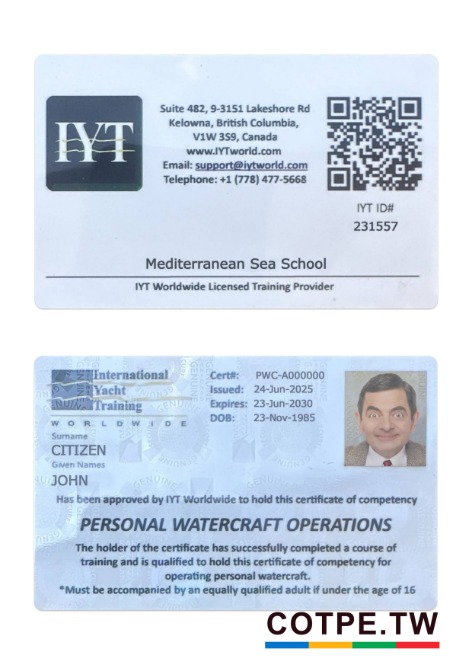 IYT
Suite 482, 9-3151 Lakeshore Rd
Kelowna, British Columbia,
V1W 3S9, Canada
www.IYTworld.com
Email: support@iytworld.com
Telephone: +1 (778) 477-5668
IYT ID#
231557
Mediterranean Sea School
IYT Worldwide Licensed Training Provider
International
Yacht
Training
WORLDWIDE
Cert#: PWC-A000000
Issued: 24-Jun-2025
Expires: 23-Jun-2030
DOB: 23-Nov-1985
Surname
CITIZEN
Given Names
JOHN
Has been approved by IYT Worldwide to hold this certificate of competency
PERSONAL WATERCRAFT OPERATIONS
The holder of the certificate has successfully completed a course of
training and is qualified to hold this certificate of competency for
operating personal watercraft.
*Must be accompanied by an equally qualified adult if under the age of 16
COTPE.TW